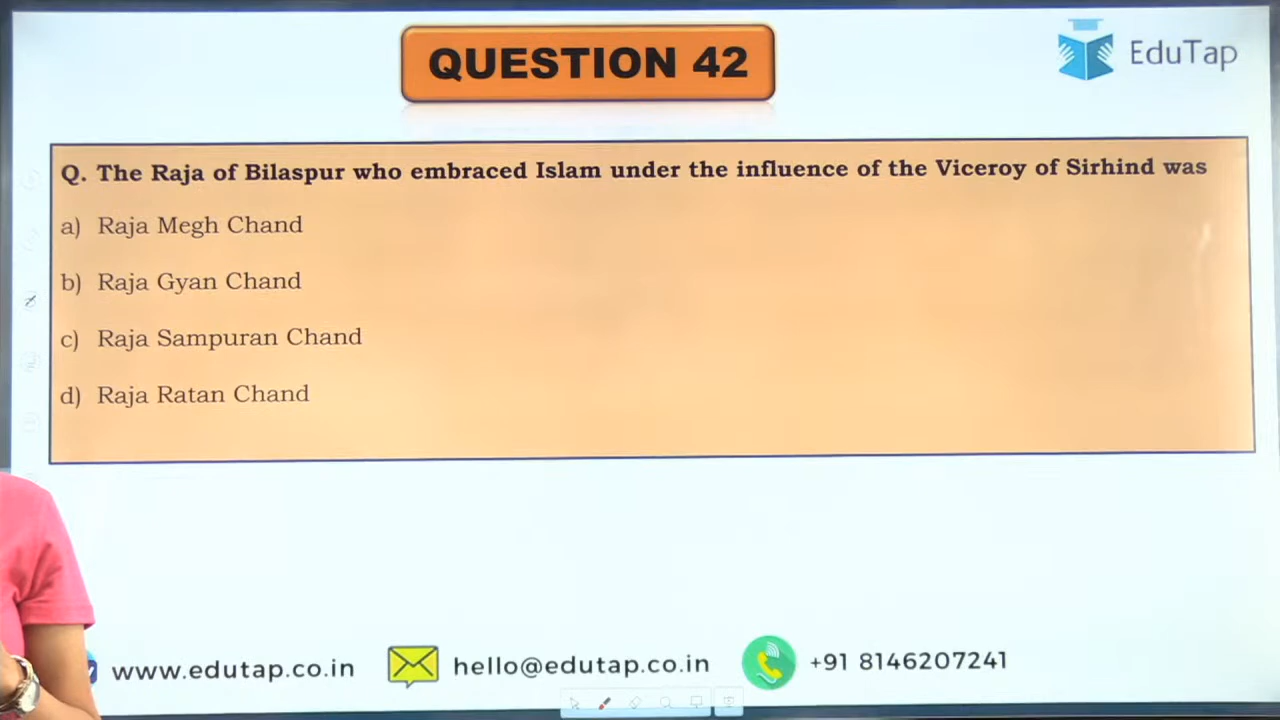 QUESTION 42
EduTap
Q. The Raja of Bilaspur who embraced Islam under the influence of the Viceroy of Sirhind was
a) Raja Megh Chand
b) Raja Gyan Chand
c) Raja Sampuran Chand
d) Raja Ratan Chand
www.edutap.co.in hello@edutap.co.in +91 8146207241